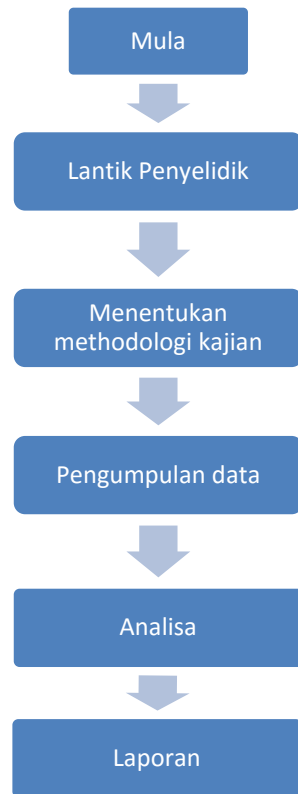 Mula
Lantik Penyelidik
Menentukan
methodologi kajian
Pengumpulan data
Analisa
Laporan